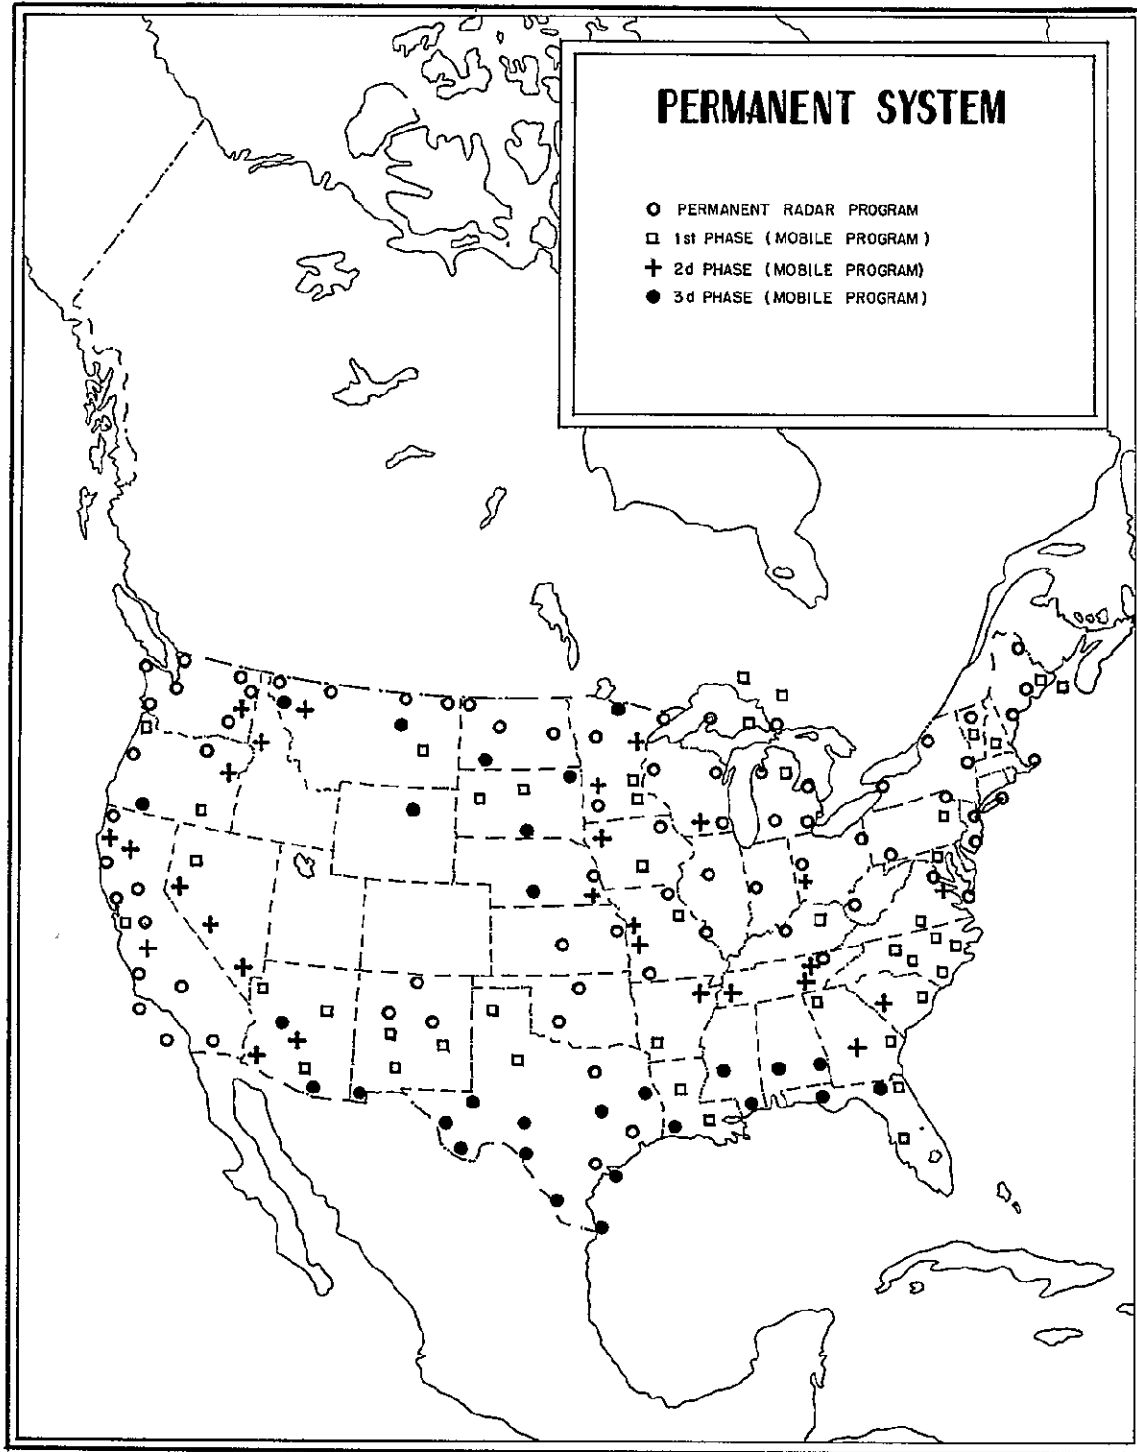 PERMANENT SYSTEM
PERMANENT RADAR PROGRAM
1st PHASE (MOBILE PROGRAM)
2d PHASE (MOBILE PROGRAM)
3d PHASE (MOBILE PROGRAM)